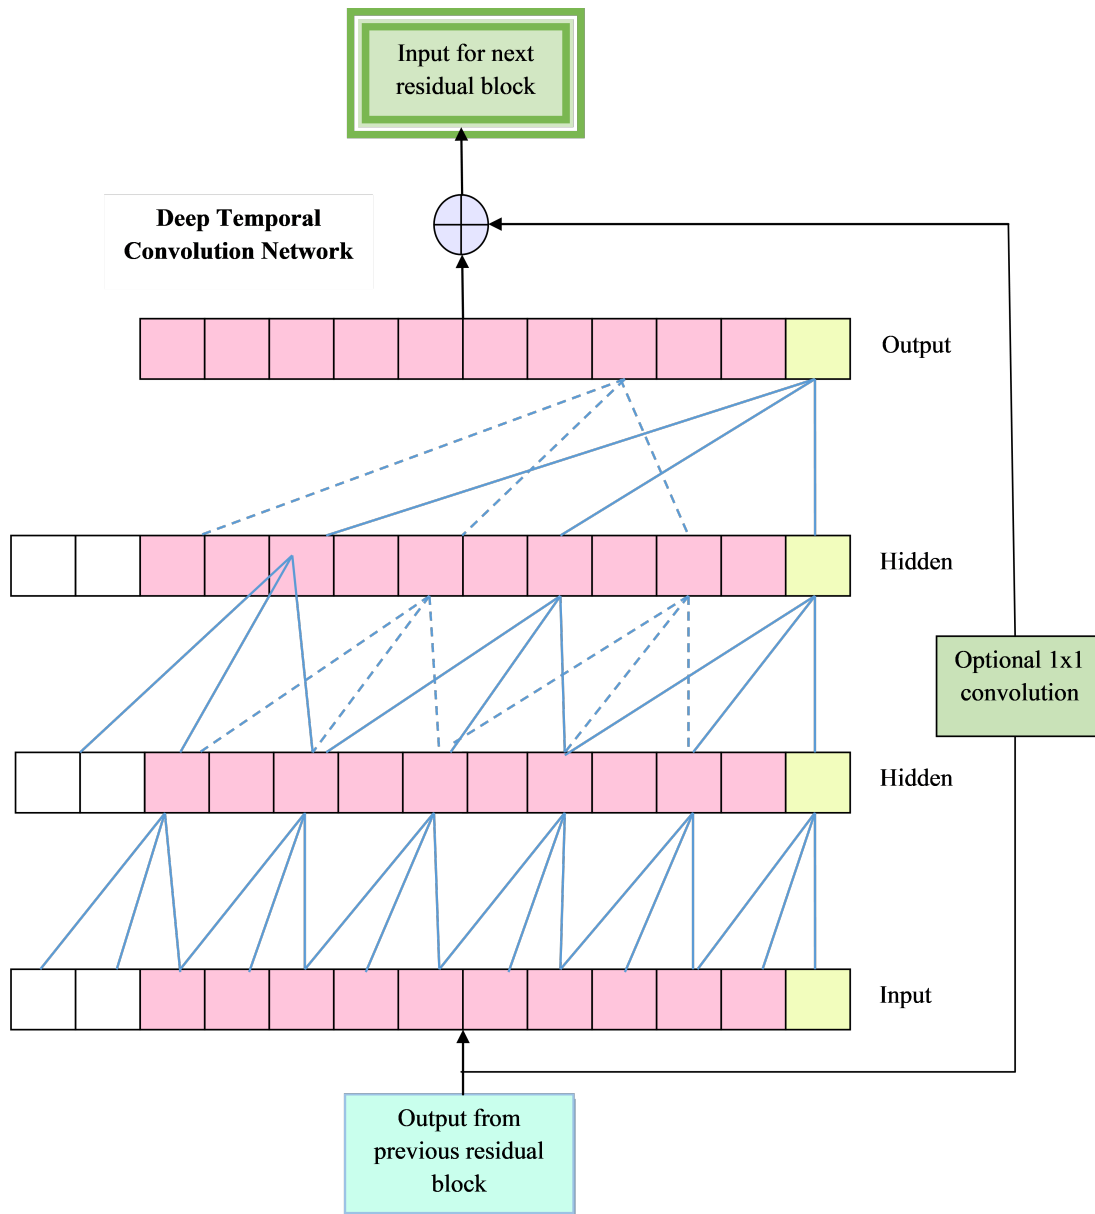 Input for next
residual block
Deep Temporal
Convolution Network
Output
Hidden
Optional 1x1
convolution
Hidden
Input
Output from
previous residual
block